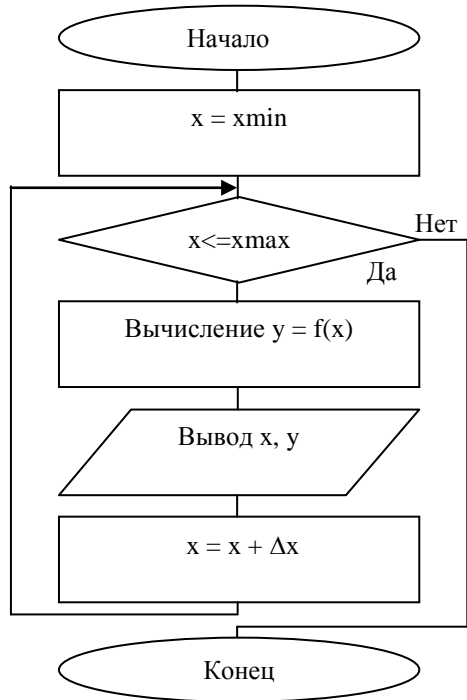 Начало
x = xmin
x<=xmax
Нет
Да
Вычисление y = f(x)
Вывод x, y
x = x + Δx
Конец